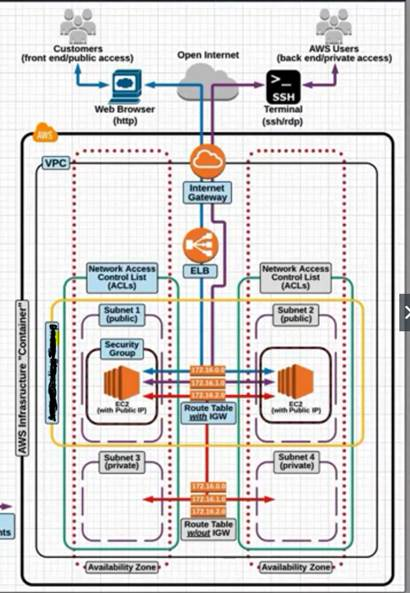 Customers
(front end/public access)
Open Internet
AWS Users
(back end/private access)
Web Browser
(http)
>_
SSH
Terminal
(ssh/rdp)
AWS
VPC
Internet
Gateway
ELB
Network Access
Control List
(ACLs)
Network Access
Control List
(ACLs)
Subnet 1
(public)
Subnet 2
(public)
Security
Group
172.16.0.0
172.16.1.0
172.16.2.0
EC2
(with Public IP)
EC2
(with Public IP)
Route Table
with IGW
AWS Infrasructure "Container"
Subnet 3
(private)
Subnet 4
(private)
172.16.0.0
172.16.1.0
172.16.2.0
Route Table
w/out IGW
Availability Zone
Availability Zone
nts